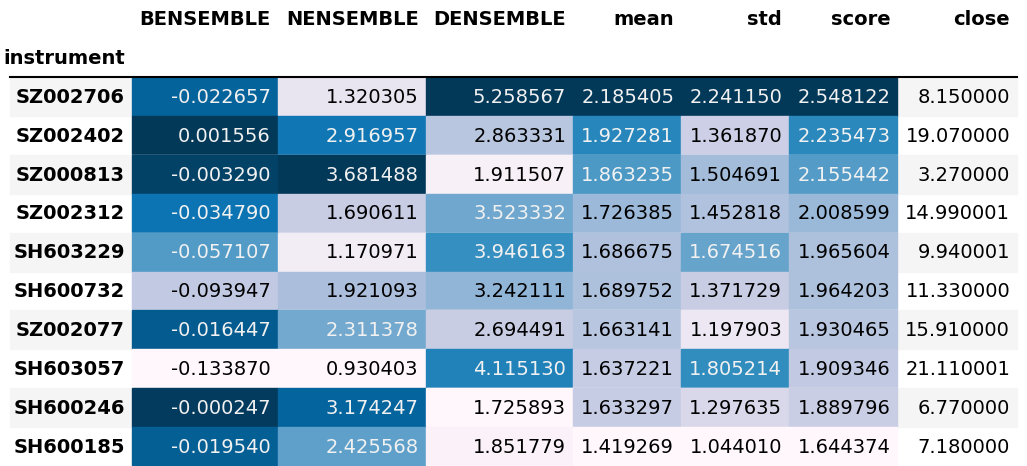 BENSEMBLE NENSEMBLE DENSEMBLE mean std score close
instrument
SZ002706 -0.022657 1.320305 5.258567 2.185405 2.241150 2.548122 8.150000
SZ002402 0.001556 2.916957 2.863331 1.927281 1.361870 2.235473 19.070000
SZ000813 -0.003290 3.681488 1.911507 1.863235 1.504691 2.155442 3.270000
SZ002312 -0.034790 1.690611 3.523332 1.726385 1.452818 2.008599 14.990001
SH603229 -0.057107 1.170971 3.946163 1.686675 1.674516 1.965604 9.940001
SH600732 -0.093947 1.921093 3.242111 1.689752 1.371729 1.964203 11.330000
SZ002077 -0.016447 2.311378 2.694491 1.663141 1.197903 1.930465 15.910000
SH603057 -0.133870 0.930403 4.115130 1.637221 1.805214 1.909346 21.110001
SH600246 -0.000247 3.174247 1.725893 1.633297 1.297635 1.889796 6.770000
SH600185 -0.019540 2.425568 1.851779 1.419269 1.044010 1.644374 7.180000